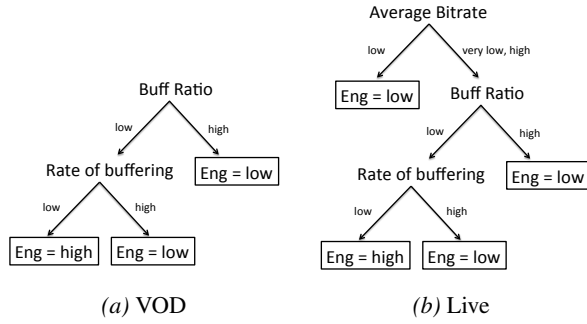 Buff Ratio
low
high
Rate of buffering
Eng = low
low
high
Eng = high
Eng = low
(a) VOD
Average Bitrate
low
very low, high
Eng = low
Buff Ratio
low
high
Rate of buffering
Eng = low
low
high
Eng = high
Eng = low
(b) Live